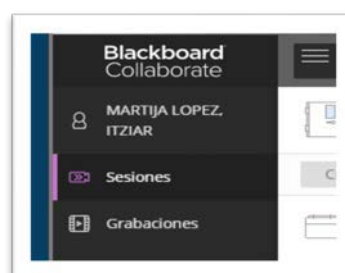 Blackboard
Collaborate
MARTIJA LOPEZ,
ITZIAR
Sesiones
Grabaciones